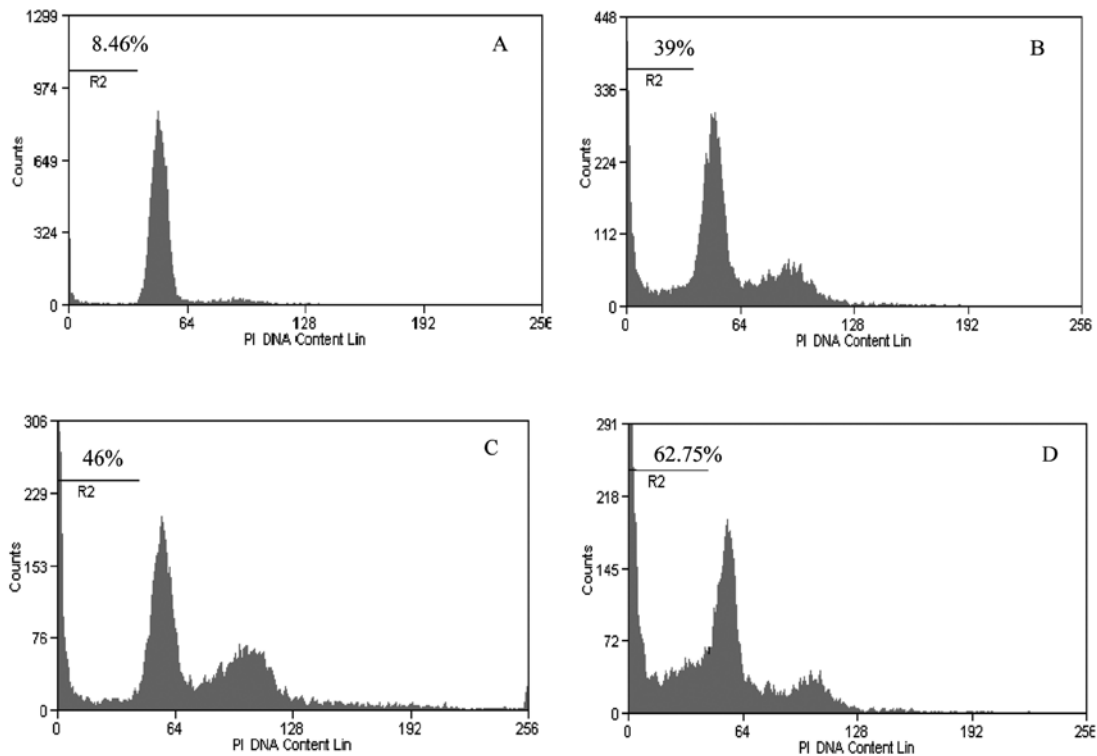 1299
8.46%
A
R2
974
649
324
0
Counts
0 64 128 192 256
PI DNA Content Lin
448
39%
B
R2
336
224
112
0
Counts
0 64 128 192 256
PI DNA Content Lin
306
46%
C
R2
229
153
76
0
Counts
0 64 128 192 256
PI DNA Content Lin
291
62.75%
D
R2
218
145
72
0
Counts
0 64 128 192 256
PI DNA Content Lin